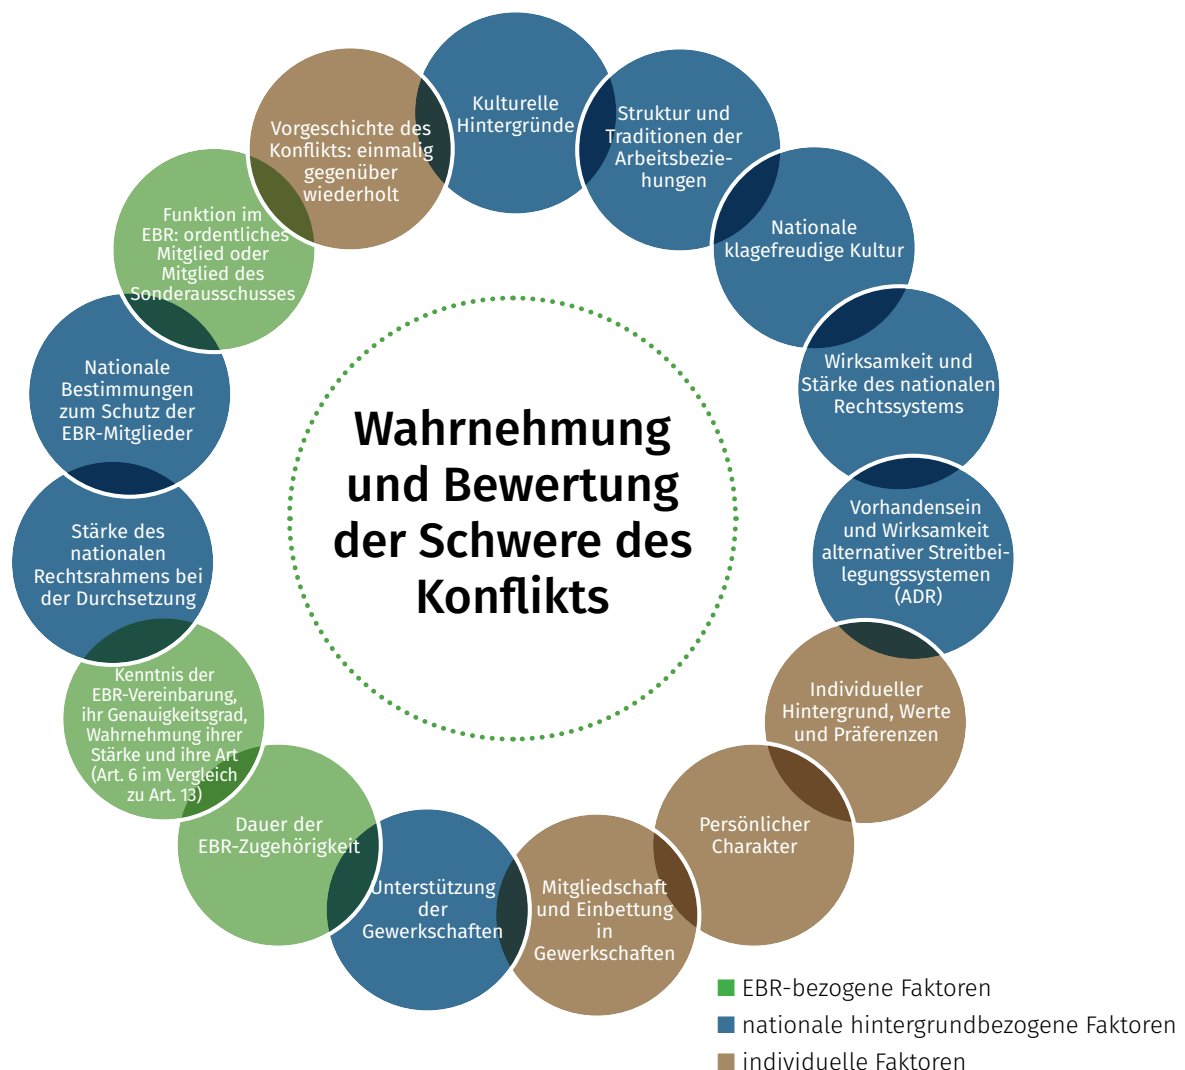 Kulturelle
Hintergründe
Struktur und
Traditionen der
Arbeitsbezie-
hungen
Nationale
klagefreudige Kultur
Wirksamkeit und
Stärke des nationalen
Rechtssystems
Vorhandensein
und Wirksamkeit
alternativer Streitbei-
legungssystemen
(ADR)
Individueller
Hintergrund, Werte
und Präferenzen
Persönlicher
Charakter
Mitgliedschaft
und Einbettung
in
Gewerkschaften
Unterstützung
der
Gewerkschaften
Dauer der
EBR-Zugehörigkeit
Kenntnis der
EBR-Vereinbarung,
ihr Genauigkeitsgrad,
Wahrnehmung ihrer
Stärke und ihre Art
(Art. 6 im Vergleich
zu Art. 13)
Stärke des
nationalen
Rechtsrahmens bei
der Durchsetzung
Nationale
Bestimmungen
zum Schutz der
EBR-Mitglieder
Funktion im
EBR: ordentliches
Mitglied oder
Mitglied des
Sonderausschusses
Vorgeschichte des
Konflikts: einmalig
gegenüber
wiederholt
Wahrnehmung
und Bewertung
der Schwere des
Konflikts
EBR-bezogene Faktoren
nationale hintergrundbezogene Faktoren
individuelle Faktoren